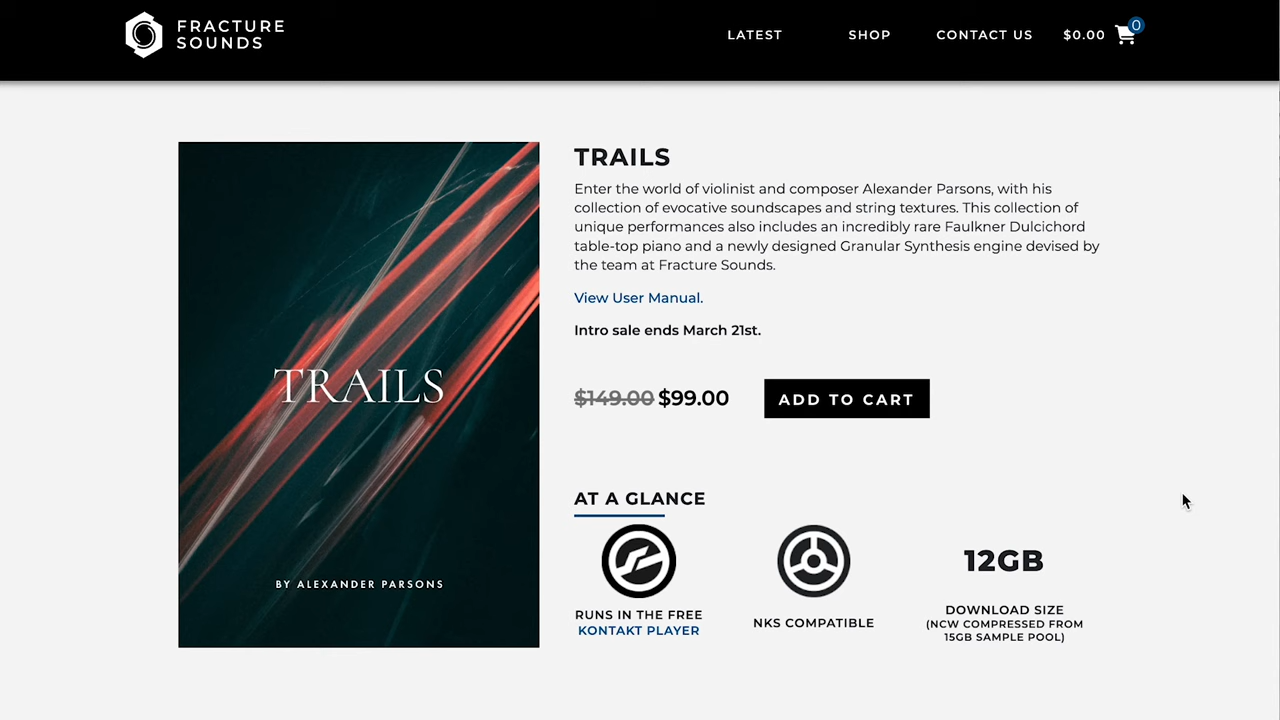 FRACTURE
SOUNDS
LATEST
SHOP
CONTACT US
$0.00
0
TRAILS
BY ALEXANDER PARSONS
TRAILS
Enter the world of violinist and composer Alexander Parsons, with his
collection of evocative soundscapes and string textures. This collection of
unique performances also includes an incredibly rare Faulkner Dulcichord
table-top piano and a newly designed Granular Synthesis engine devised by
the team at Fracture Sounds.
View User Manual.
Intro sale ends March 21st.
$149.00 $99.00
ADD TO CART
AT A GLANCE
RUNS IN THE FREE
KONTAKT PLAYER
NKS COMPATIBLE
12GB
DOWNLOAD SIZE
(NCW COMPRESSED FROM
15GB SAMPLE POOL)